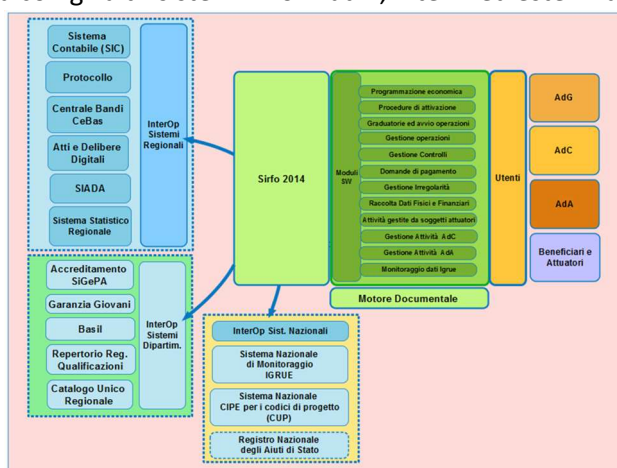 Sistema
Contabile (SIC)
Protocollo
Centrale Bandi
CeBas
Atti e Delibere
Digitali
SIADA
Sistema Statistico
Regionale
InterOp
Sistemi
Regionali
Accreditamento
SiGePA
Garanzia Giovani
Basil
Repertorio Reg.
Qualificazioni
Catalogo Unico
Regionale
InterOp
Sistemi
Dipartim.
Sirfo 2014
Moduli
SW
Programmazione economica
Procedure di attivazione
Graduatorie ed avvio operazioni
Gestione operazioni
Gestione Controlli
Domande di pagamento
Gestione Irregolarità
Raccolta Dati Fisici e Finanziari
Attività gestite da soggetti attuatori
Gestione Attività AdC
Gestione Attività AdA
Monitoraggio dati Igrue
Utenti
AdG
AdC
AdA
Beneficiari e
Attuatori
Motore Documentale
InterOp Sist. Nazionali
Sistema Nazionale
di Monitoraggio
IGRUE
Sistema Nazionale
CIPE per i codici di progetto
(CUP)
Registro Nazionale
degli Aiuti di Stato